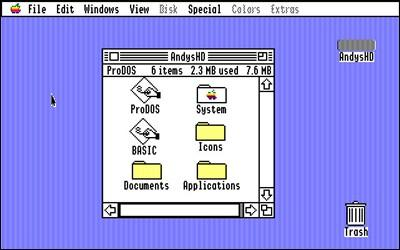 File Edit Windows View Disk Special Colors Extras
AndysHD
ProDOS 6 items 2.3 MB used 7.6 MB
ProDOS System
BASIC Icons
Documents Applications
AndysHD
Trash